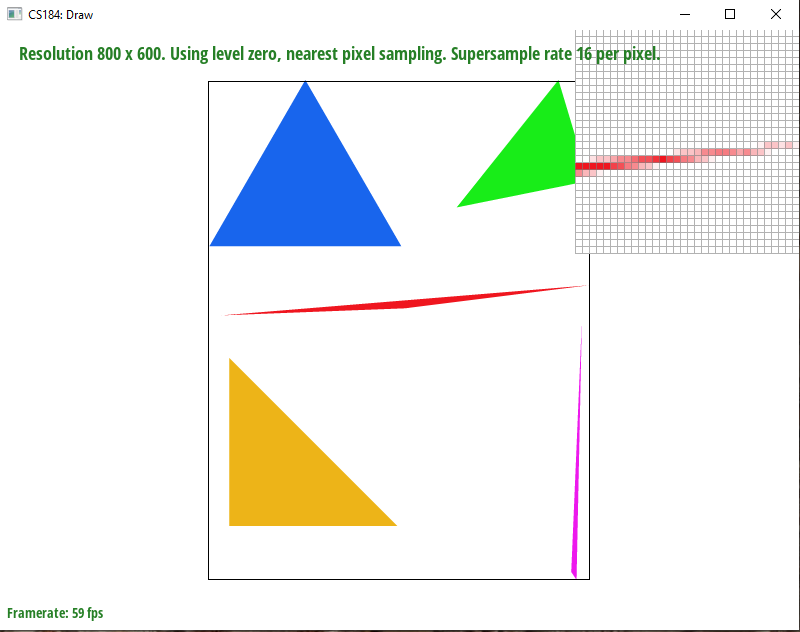 CS184: Draw
Resolution 800 x 600. Using level zero, nearest pixel sampling. Supersample rate 16 per pixel.
Framerate: 59 fps